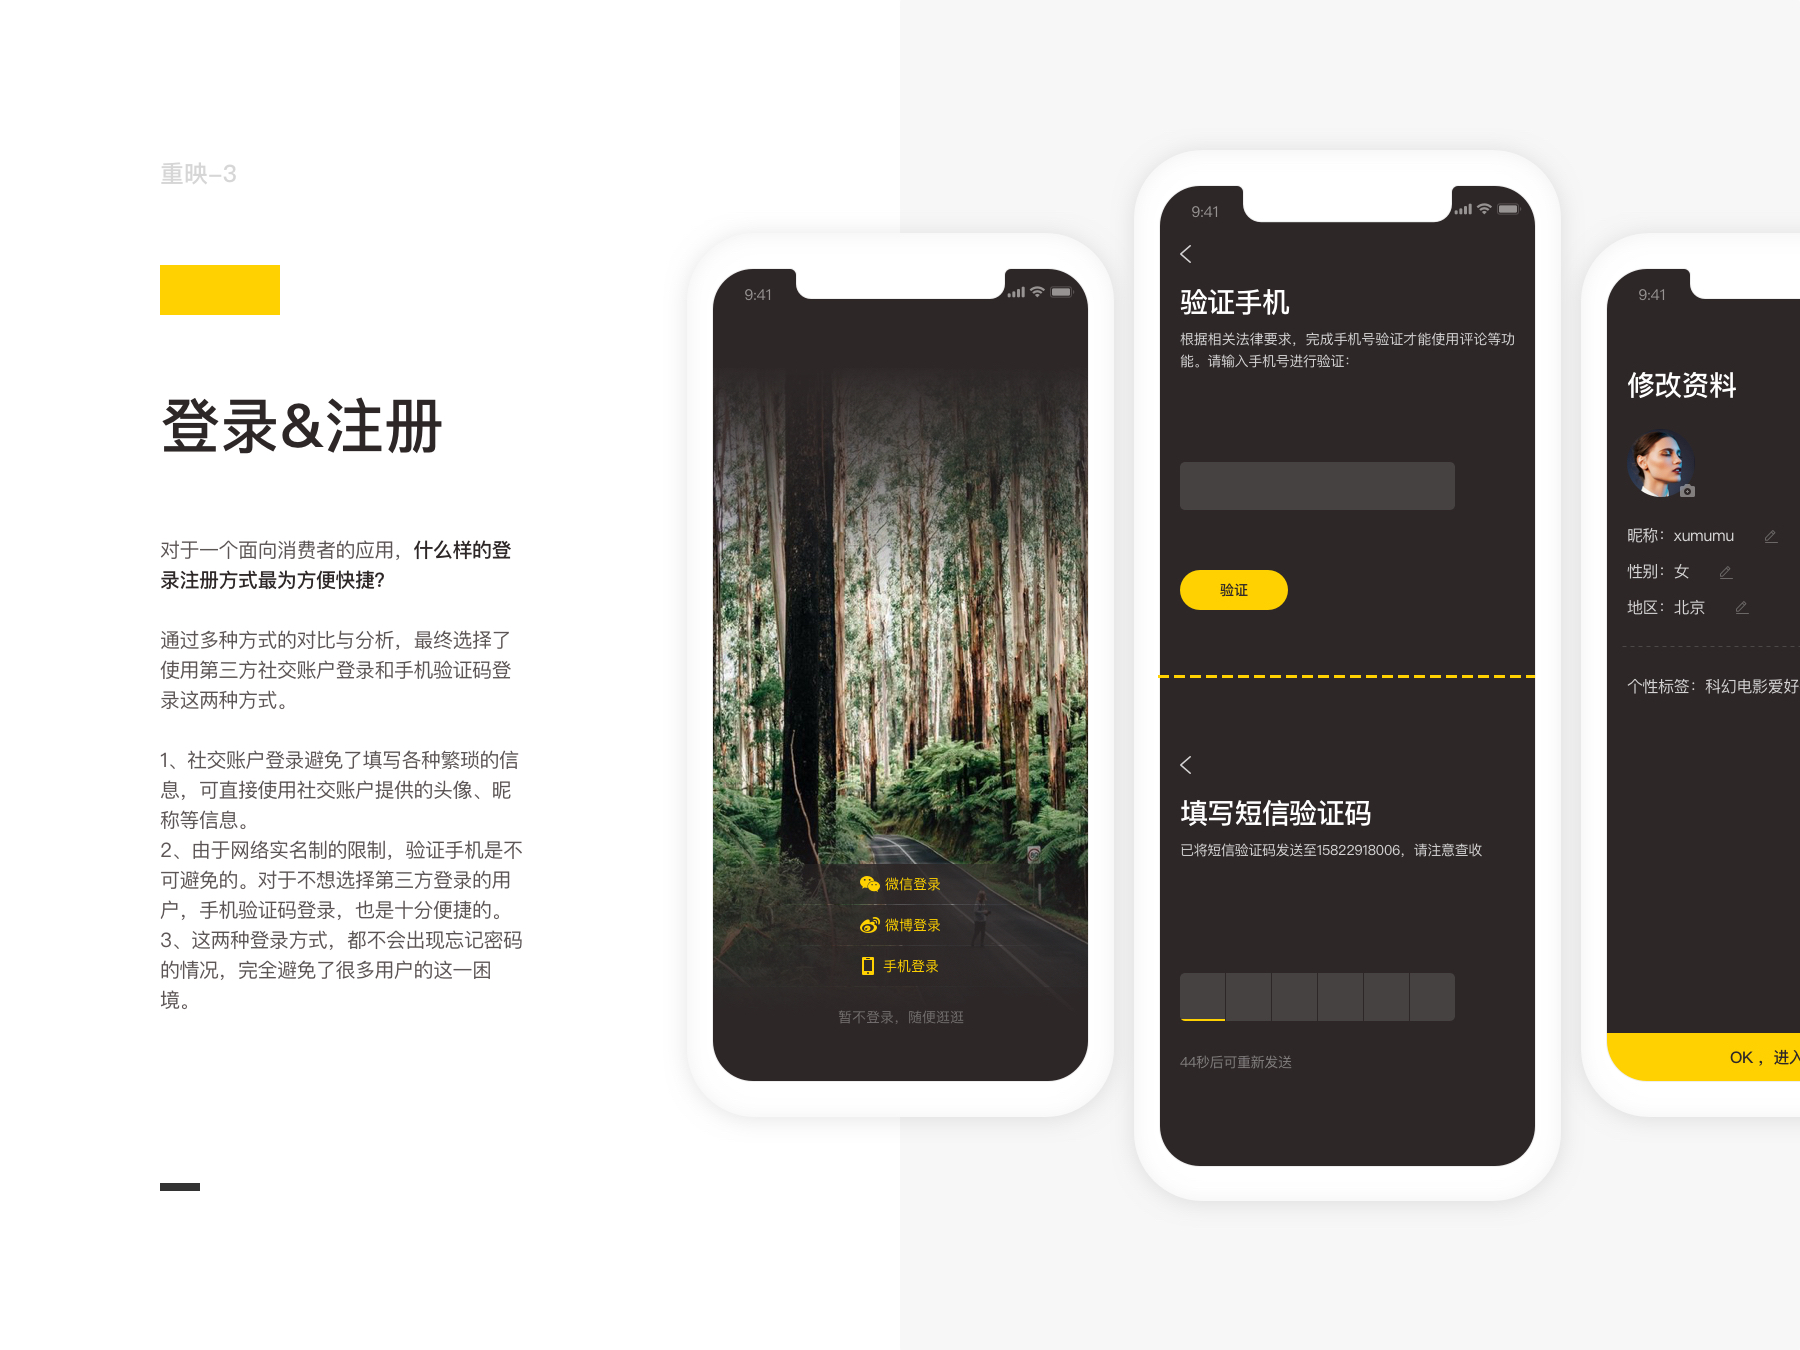 重映–3
登录&注册
对于一个面向消费者的应用，什么样的登
录注册方式最为方便快捷?
通过多种方式的对比与分析，最终选择了
使用第三方社交账户登录和手机验证码登
录这两种方式。
1、社交账户登录避免了填写各种繁琐的信
息，可直接使用社交账户提供的头像、昵
称等信息。
2、由于网络实名制的限制，验证手机是不
可避免的。对于不想选择第三方登录的用
户，手机验证码登录，也是十分便捷的。
3、这两种登录方式，都不会出现忘记密码
的情况，完全避免了很多用户的这一困
境。
9:41
微信登录
微博登录
手机登录
暂不登录，随便逛逛
9:41
验证手机
根据相关法律要求，完成手机号验证才能使用评论等功
能。请输入手机号进行验证：
验证
填写短信验证码
已将短信验证码发送至15822918006，请注意查收
44秒后可重新发送
9:41
修改资料
昵称：xumumu
性别：女
地区：北京
个性标签：科幻电影爱好
OK，进入